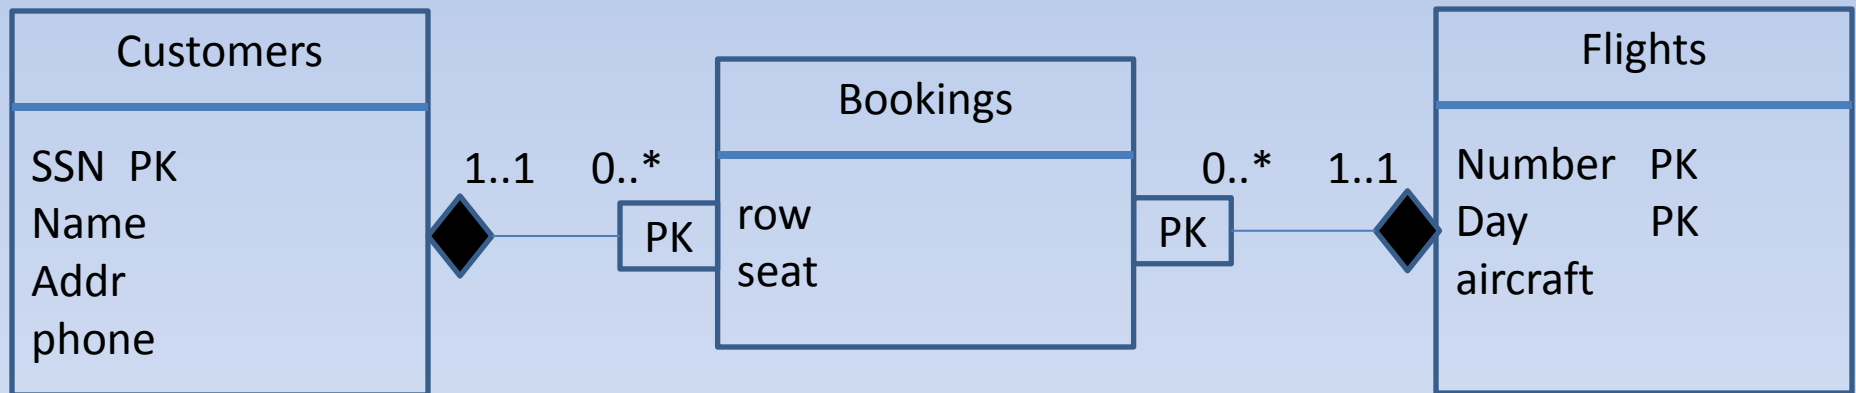 Customers
SSN PK
Name
Addr
phone
1..1 0..*
PK
Bookings
row
seat
PK
0..* 1..1
Flights
Number PK
Day PK
aircraft